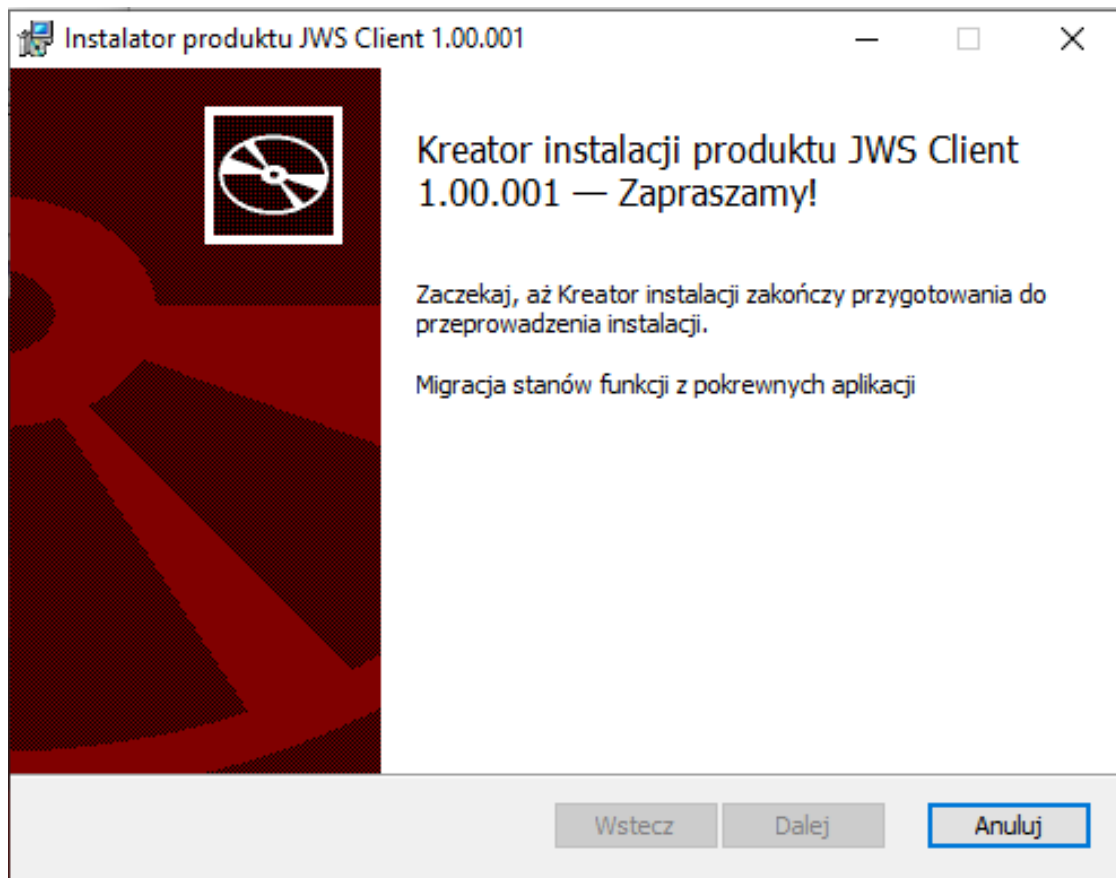 Instalator produktu JWS Client 1.00.001
Kreator instalacji produktu JWS Client
1.00.001 — Zapraszamy!
Zaczekaj, aż Kreator instalacji zakończy przygotowania do
przeprowadzenia instalacji.
Migracja stanów funkcji z pokrewnych aplikacji
Wstecz
Dalej
Anuluj